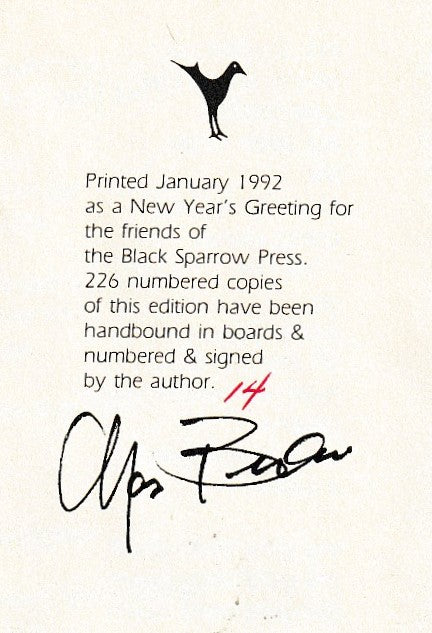 Printed January 1992
as a New Year's Greeting for
the friends of
the Black Sparrow Press.
226 numbered copies
of this edition have been
handbound in boards &
numbered & signed
by the author. 14